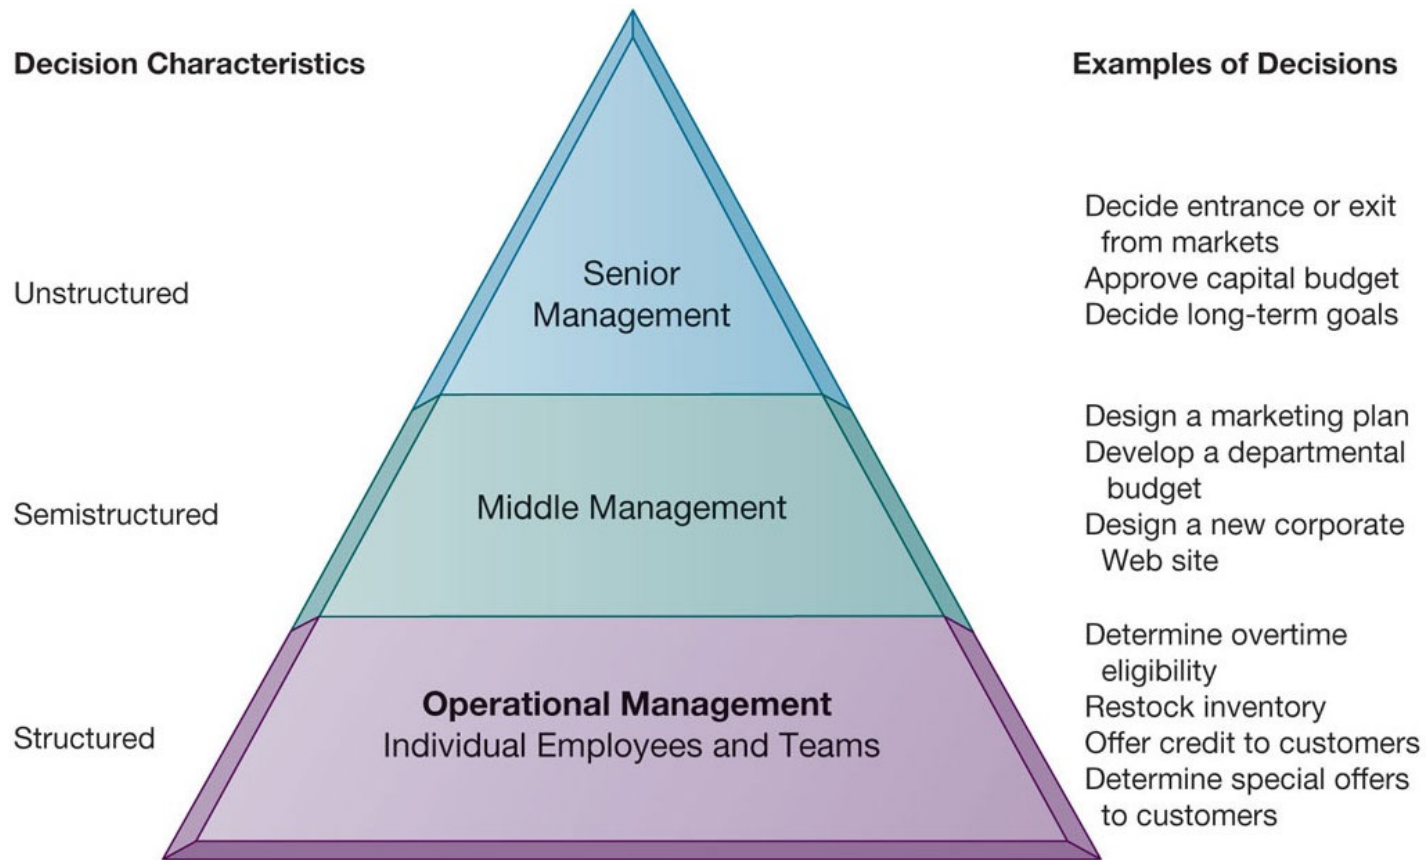 Decision Characteristics
Examples of Decisions
Unstructured
Senior
Management
Decide entrance or exit
from markets
Approve capital budget
Decide long-term goals
Semistructured
Middle Management
Design a marketing plan
Develop a departmental
budget
Design a new corporate
Web site
Structured
Operational Management
Individual Employees and Teams
Determine overtime
eligibility
Restock inventory
Offer credit to customers
Determine special offers
to customers